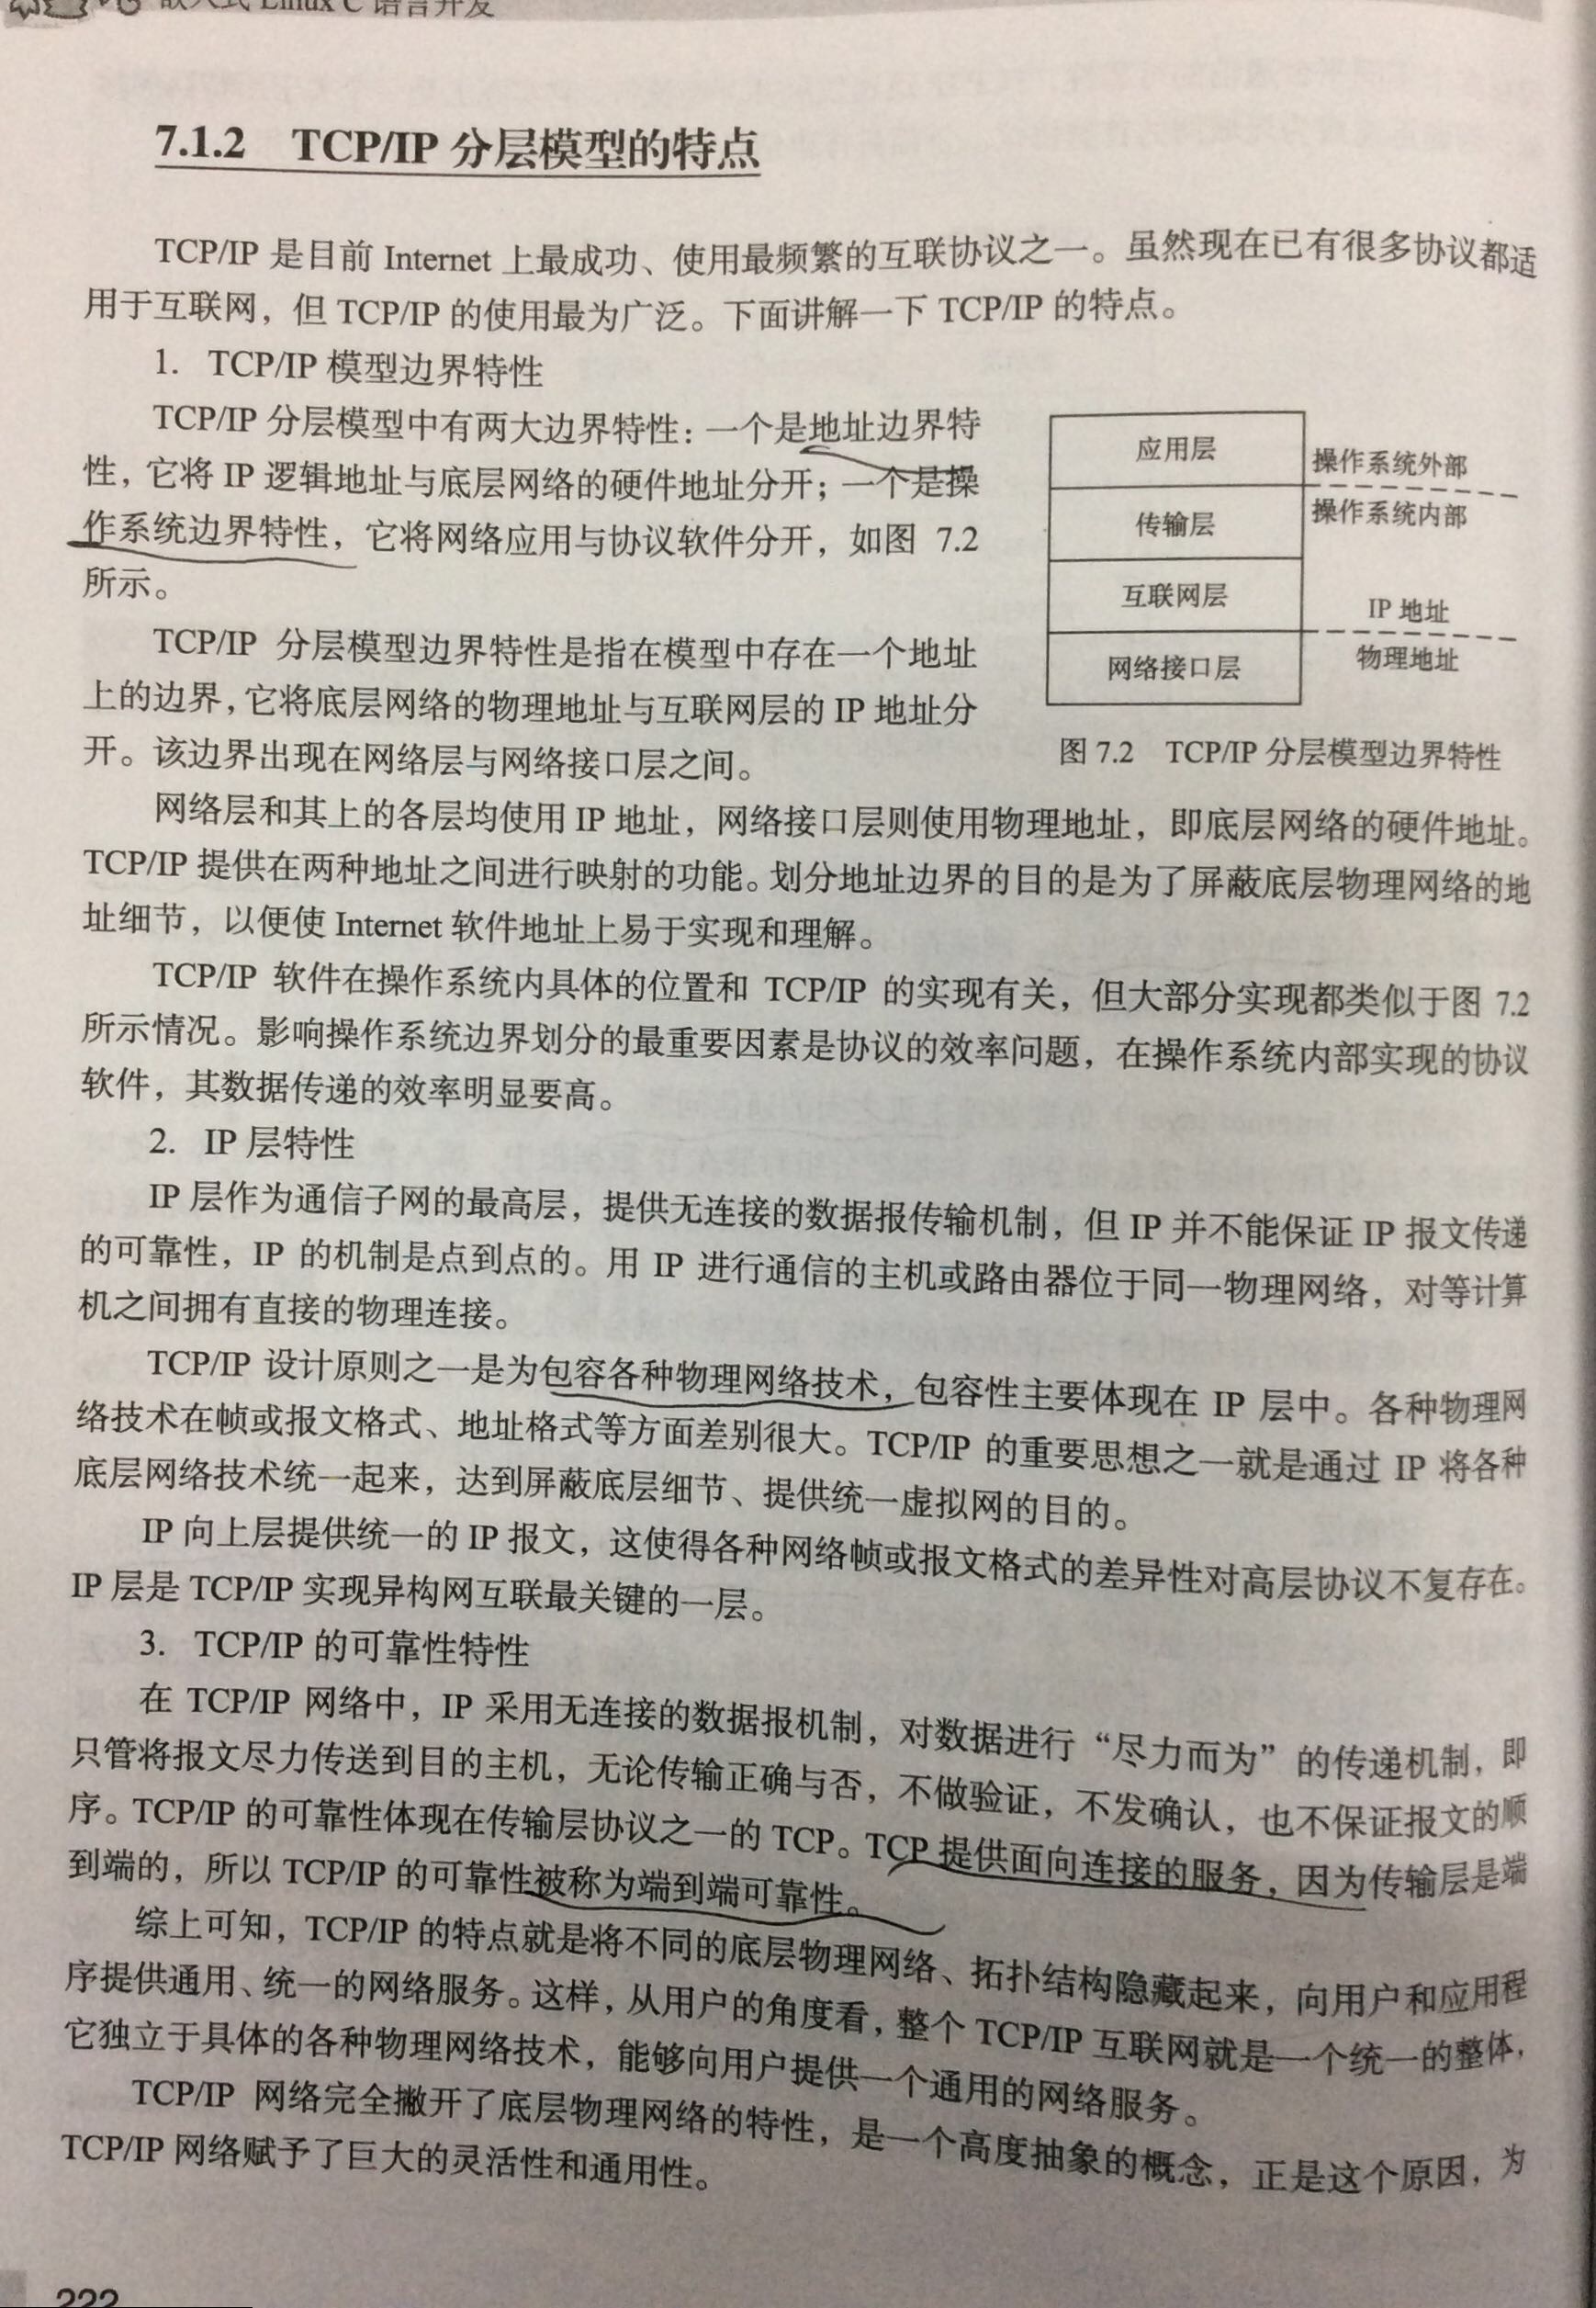 嵌入式 Linux C 语言开发
7.1.2 TCP/IP 分层模型的特点
TCP/IP 是目前 Internet 上最成功、使用最频繁的互联协议之一。虽然现在已有很多协议都适
用于互联网，但 TCP/IP 的使用最为广泛。下面讲解一下 TCP/IP 的特点。
1. TCP/IP 模型边界特性
TCP/IP 分层模型中有两大边界特性：一个是地址边界特
性，它将 IP 逻辑地址与底层网络的硬件地址分开；一个是操
作系统边界特性，它将网络应用与协议软件分开，如图 7.2
所示。
TCP/IP 分层模型边界特性是指在模型中存在一个地址
上的边界，它将底层网络的物理地址与互联网层的 IP 地址分
开。该边界出现在网络层与网络接口层之间。
应用层
操作系统外部
操作系统内部
传输层
互联网层
IP 地址
物理地址
网络接口层
图 7.2 TCP/IP 分层模型边界特性
网络层和其上的各层均使用 IP 地址，网络接口层则使用物理地址，即底层网络的硬件地址。
TCP/IP 提供在两种地址之间进行映射的功能。划分地址边界的目的是为了屏蔽底层物理网络的地
址细节，以便使 Internet 软件地址上易于实现和理解。
TCP/IP 软件在操作系统内具体的位置和 TCP/IP 的实现有关，但大部分实现都类似于图 7.2
所示情况。影响操作系统边界划分的最重要因素是协议的效率问题，在操作系统内部实现的协议
软件，其数据传递的效率明显要高。
2. IP 层特性
IP 层作为通信子网的最高层，提供无连接的数据报传输机制，但 IP 并不能保证 IP 报文传递
的可靠性，IP 的机制是点到点的。用 IP 进行通信的主机或路由器位于同一物理网络，对等计算
机之间拥有直接的物理连接。
TCP/IP 设计原则之一是为包容各种物理网络技术，包容性主要体现在 IP 层中。各种物理网
络技术在帧或报文格式、地址格式等方面差别很大。TCP/IP 的重要思想之一就是通过 IP 将各种
底层网络技术统一起来，达到屏蔽底层细节、提供统一虚拟网的目的。
IP 向上层提供统一的 IP 报文，这使得各种网络帧或报文格式的差异性对高层协议不复存在。
IP 层是 TCP/IP 实现异构网互联最关键的一层。
3. TCP/IP 的可靠性特性
在 TCP/IP 网络中，IP 采用无连接的数据报机制，对数据进行“尽力而为”的传递机制，即
只管将报文尽力传送到目的主机，无论传输正确与否，不做验证，不发确认，也不保证报文的顺
序。TCP/IP 的可靠性体现在传输层协议之一的 TCP。TCP 提供面向连接的服务，因为传输层是端
到端的，所以 TCP/IP 的可靠性被称为端到端可靠性。
综上可知，TCP/IP 的特点就是将不同的底层物理网络、拓扑结构隐藏起来，向用户和应用程
序提供通用、统一的网络服务。这样，从用户的角度看，整个 TCP/IP 互联网就是一个统一的整体，
它独立于具体的各种物理网络技术，能够向用户提供一个通用的网络服务。
TCP/IP 网络完全撇开了底层物理网络的特性，是一个高度抽象的概念，正是这个原因，为
TCP/IP 网络赋予了巨大的灵活性和通用性。
222